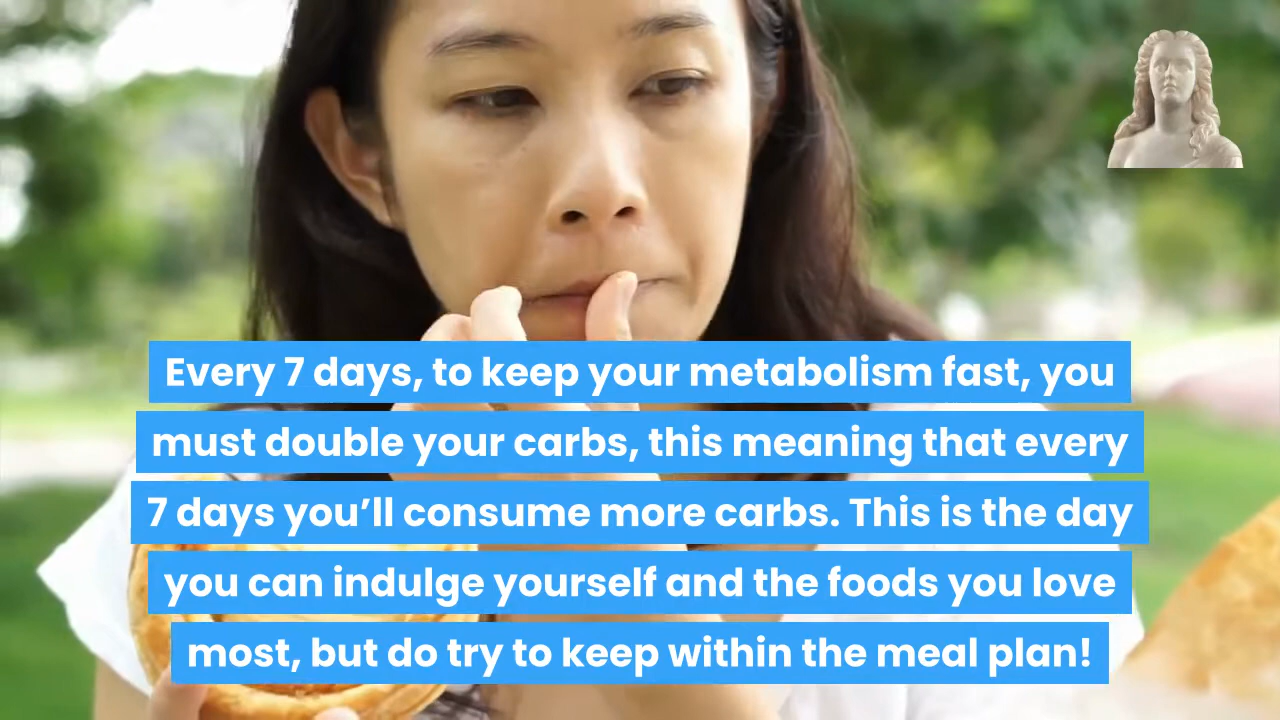 Every 7 days, to keep your metabolism fast, you
must double your carbs, this meaning that every
7 days you’ll consume more carbs. This is the day
you can indulge yourself and the foods you love
most, but do try to keep within the meal plan!